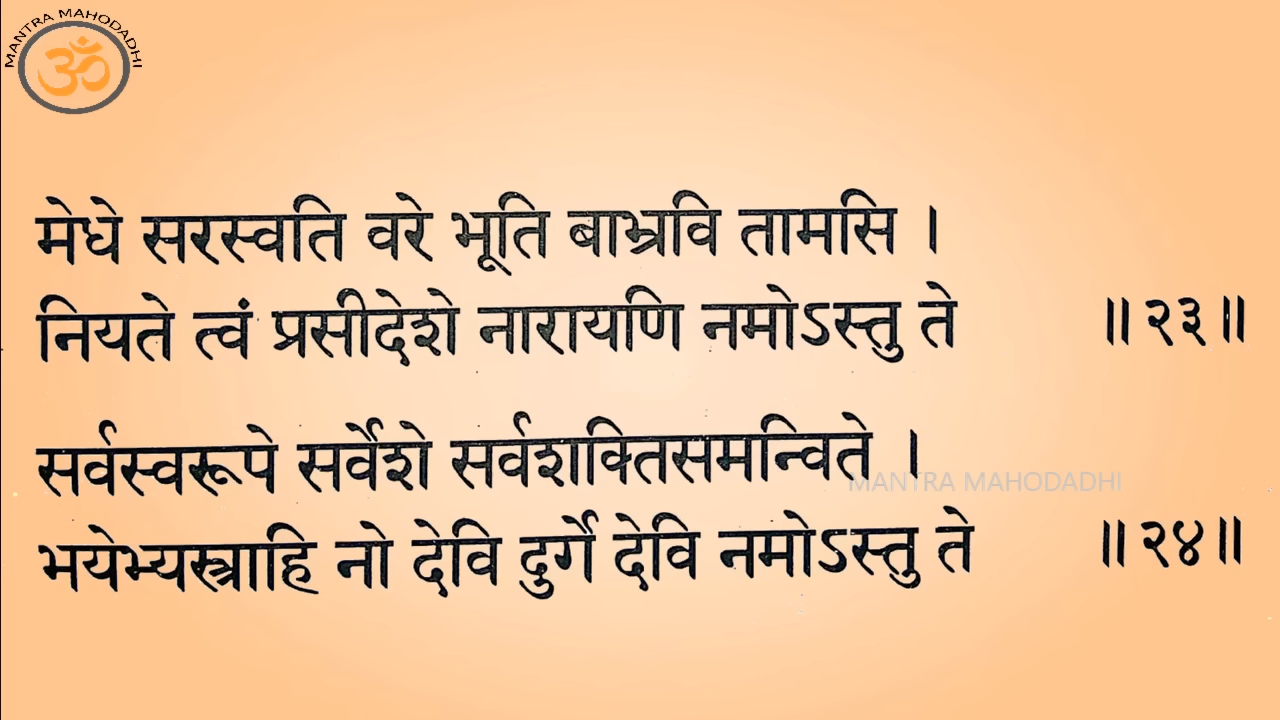 MANTRA MAHODADHI
ॐ
मेधे सरस्वति वरे भूति बाभ्रवि तामसि ।
नियते त्वं प्रसीदेशे नारायणि नमोऽस्तु ते ॥ २३ ॥
सर्वस्वरूपे सर्वेशे सर्वशक्तिसमन्विते ।
MANTRA MAHODADHI
भयेभ्यस्त्राहि नो देवि दुर्गे देवि नमोऽस्तु ते ॥ २४ ॥